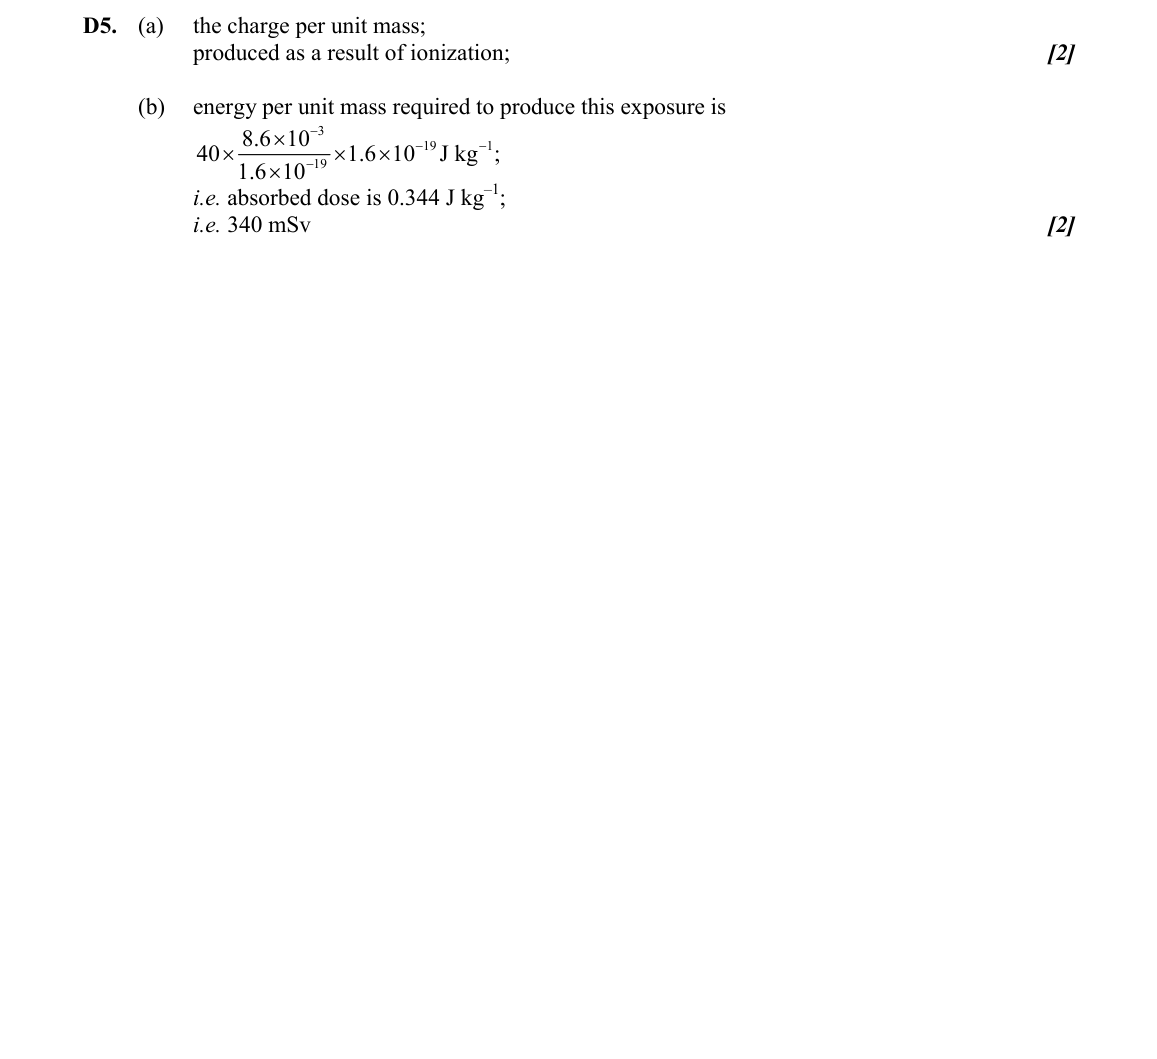 D5. (a) the charge per unit mass;
produced as a result of ionization; [2]
(b) energy per unit mass required to produce this exposure is
40×8.6×10⁻³/1.6×10⁻¹⁹×1.6×10⁻¹⁹ J kg⁻¹;
i.e. absorbed dose is 0.344 J kg⁻¹;
i.e. 340 mSv [2]